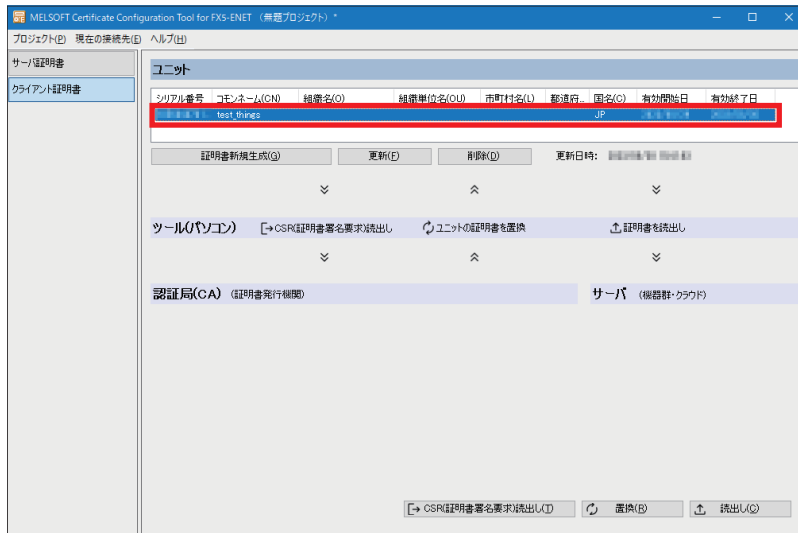 MELSOFT Certificate Configuration Tool for FX5-ENET （無題プロジェクト） *
プロジェクト(P) 現在の接続先(E) ヘルプ(H)
サーバ証明書
クライアント証明書
ユニット
シリアル番号 コモンネーム(CN) 組織名(O) 組織単位名(OU) 市町村名(L) 都道府... 国名(C) 有効開始日 有効終了日
test_things JP
証明書新規生成(G) 更新(F) 削除(D) 更新日時:
ツール(パソコン) CSR(証明書署名要求)読出し ユニットの証明書を置換 証明書を読出し
認証局(CA) (証明書発行機関) サーバ (機器群・クラウド)
CSR(証明書署名要求)読出し(T) 置換(R) 読出し(C)